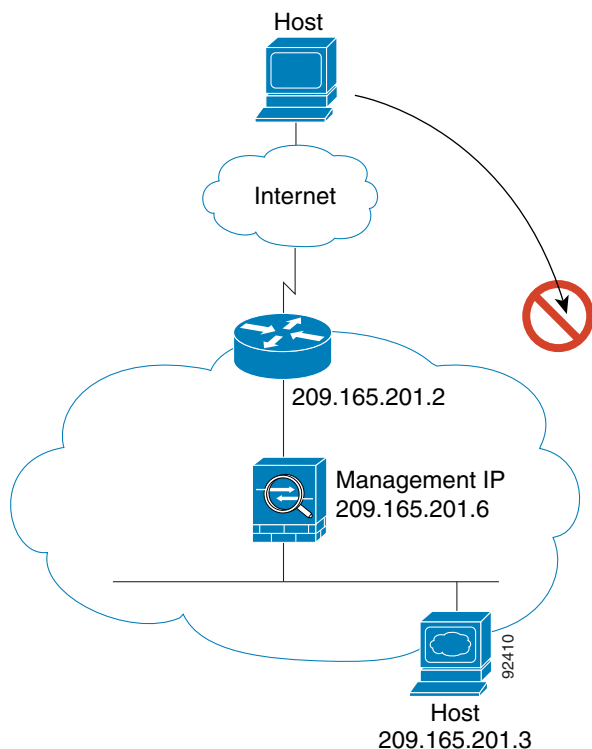 Host
Internet
209.165.201.2
Management IP
209.165.201.6
92410
Host
209.165.201.3